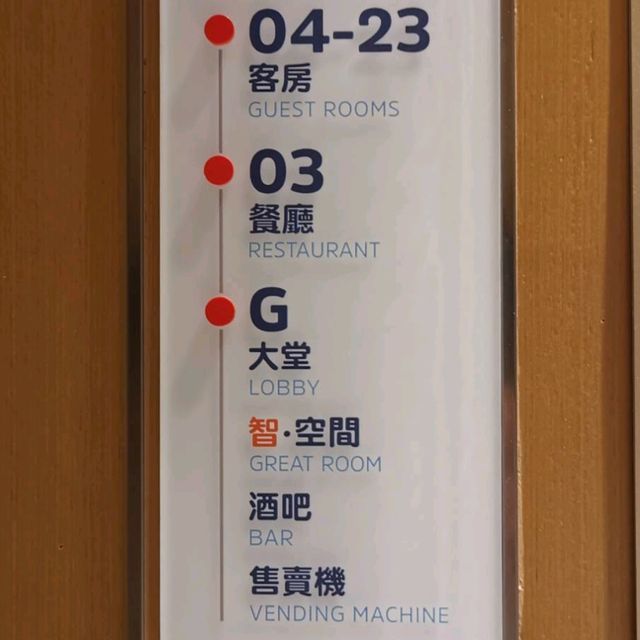 04-23
客房
GUEST ROOMS
03
餐廳
RESTAURANT
G
大堂
LOBBY
智·空間
GREAT ROOM
酒吧
BAR
售賣機
VENDING MACHINE